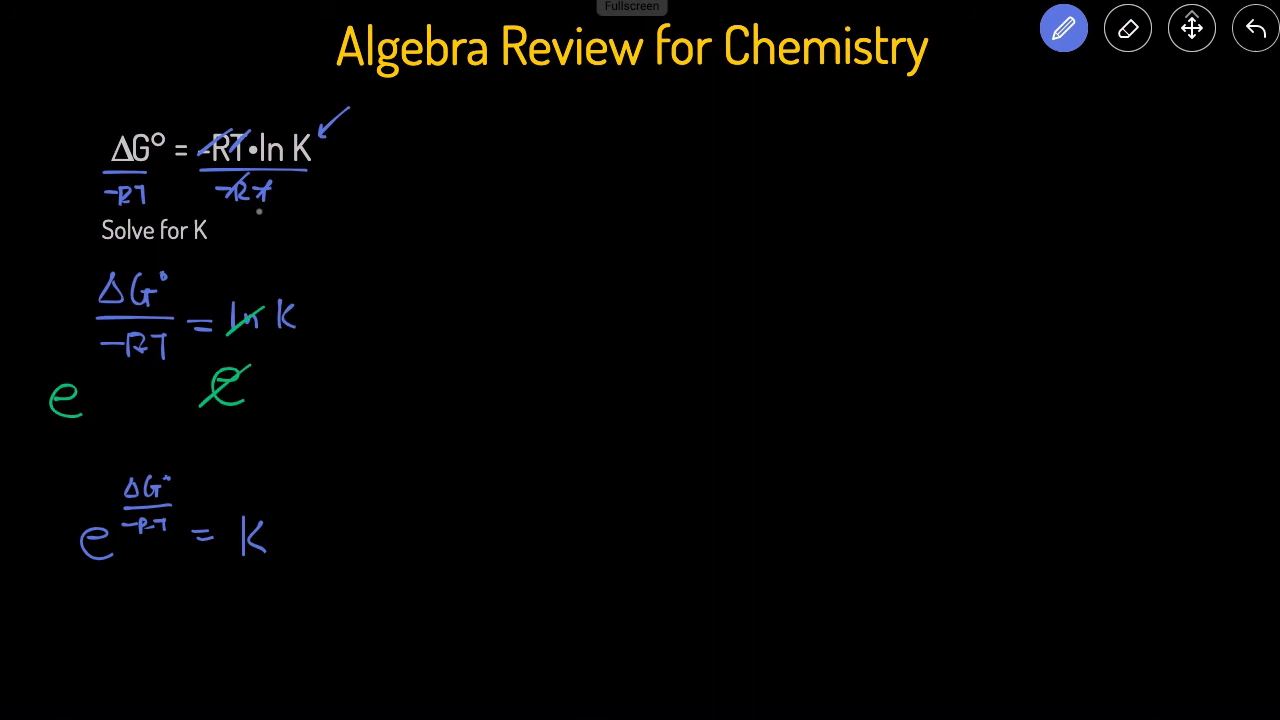 Fullscreen
Algebra Review for Chemistry
ΔG° = -RT•ln K
-RT -RT
Solve for K
ΔG°
-RT = ln K
e e
ΔG°
-RT
e = K